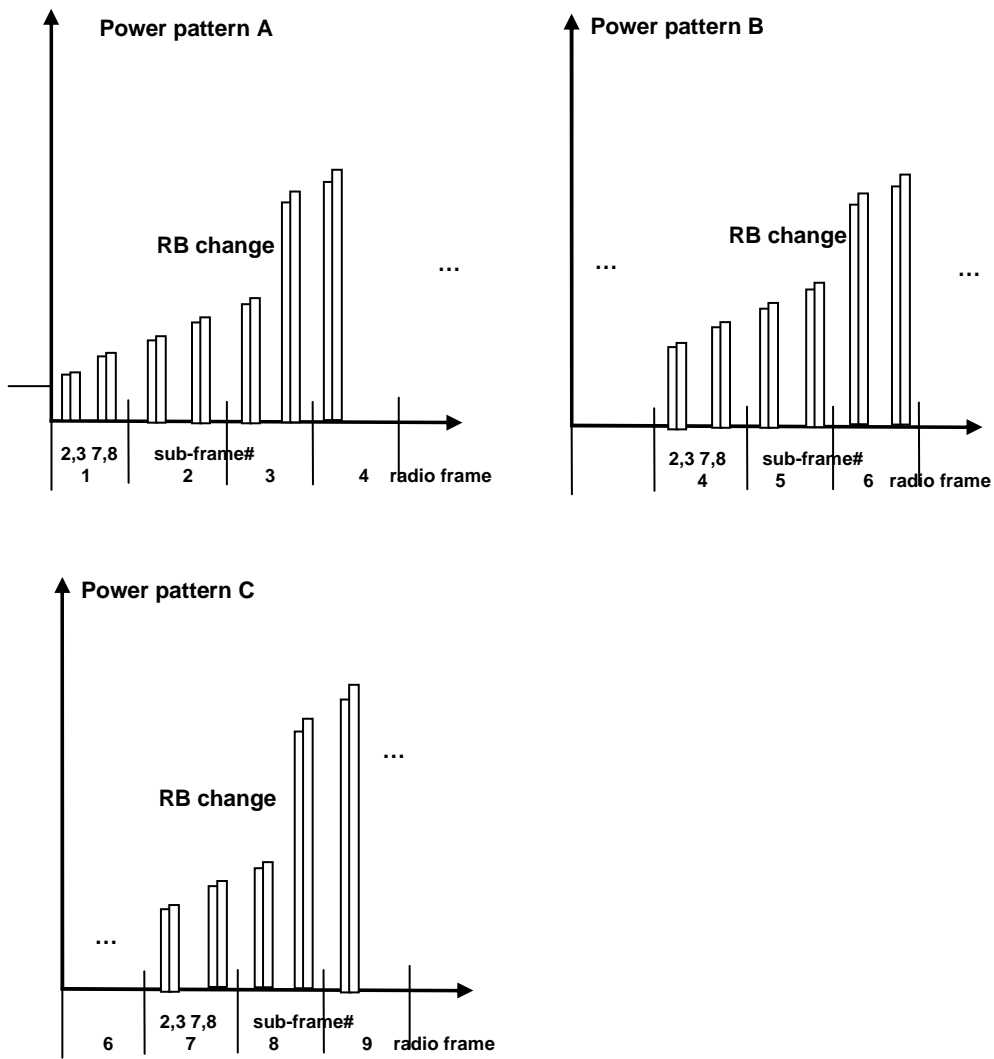 Power pattern A
RB change
...
2,3 7,8 sub-frame#
1 2 3 4 radio frame
Power pattern B
RB change
... ...
2,3 7,8 sub-frame#
4 5 6 radio frame
Power pattern C
...
RB change
...
2,3 7,8 sub-frame#
6 7 8 9 radio frame